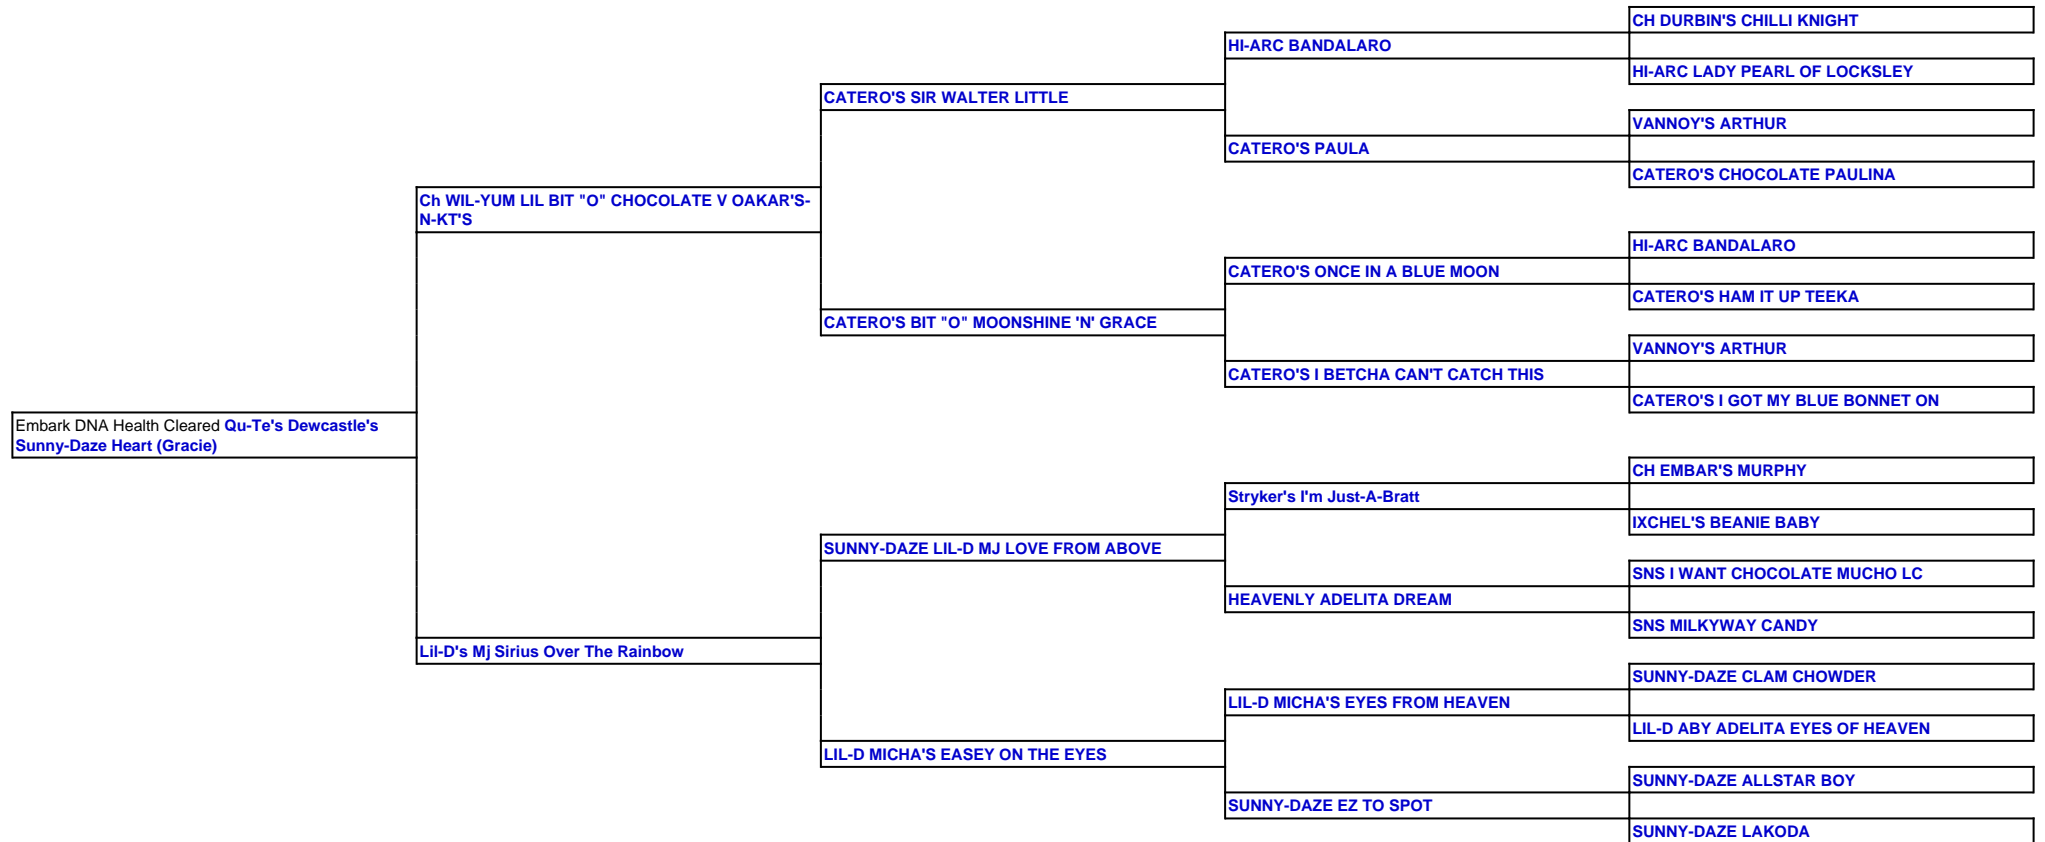 CH DURBIN'S CHILLI KNIGHT
HI-ARC BANDALARO
HI-ARC LADY PEARL OF LOCKSLEY
CATERO'S SIR WALTER LITTLE
VANNOY'S ARTHUR
CATERO'S PAULA
CATERO'S CHOCOLATE PAULINA
Ch WIL-YUM LIL BIT "O" CHOCOLATE V OAKAR'S-
N-KT'S
HI-ARC BANDALARO
CATERO'S ONCE IN A BLUE MOON
CATERO'S HAM IT UP TEEKA
CATERO'S BIT "O" MOONSHINE 'N' GRACE
VANNOY'S ARTHUR
CATERO'S I BETCHA CAN'T CATCH THIS
CATERO'S I GOT MY BLUE BONNET ON
Embark DNA Health Cleared Qu-Te's Dewcastle's
Sunny-Daze Heart (Gracie)
CH EMBAR'S MURPHY
Stryker's I'm Just-A-Bratt
IXCHEL'S BEANIE BABY
SUNNY-DAZE LIL-D MJ LOVE FROM ABOVE
SNS I WANT CHOCOLATE MUCHO LC
HEAVENLY ADELITA DREAM
SNS MILKYWAY CANDY
Lil-D's Mj Sirius Over The Rainbow
SUNNY-DAZE CLAM CHOWDER
LIL-D MICHA'S EYES FROM HEAVEN
LIL-D ABY ADELITA EYES OF HEAVEN
LIL-D MICHA'S EASEY ON THE EYES
SUNNY-DAZE ALLSTAR BOY
SUNNY-DAZE EZ TO SPOT
SUNNY-DAZE LAKODA